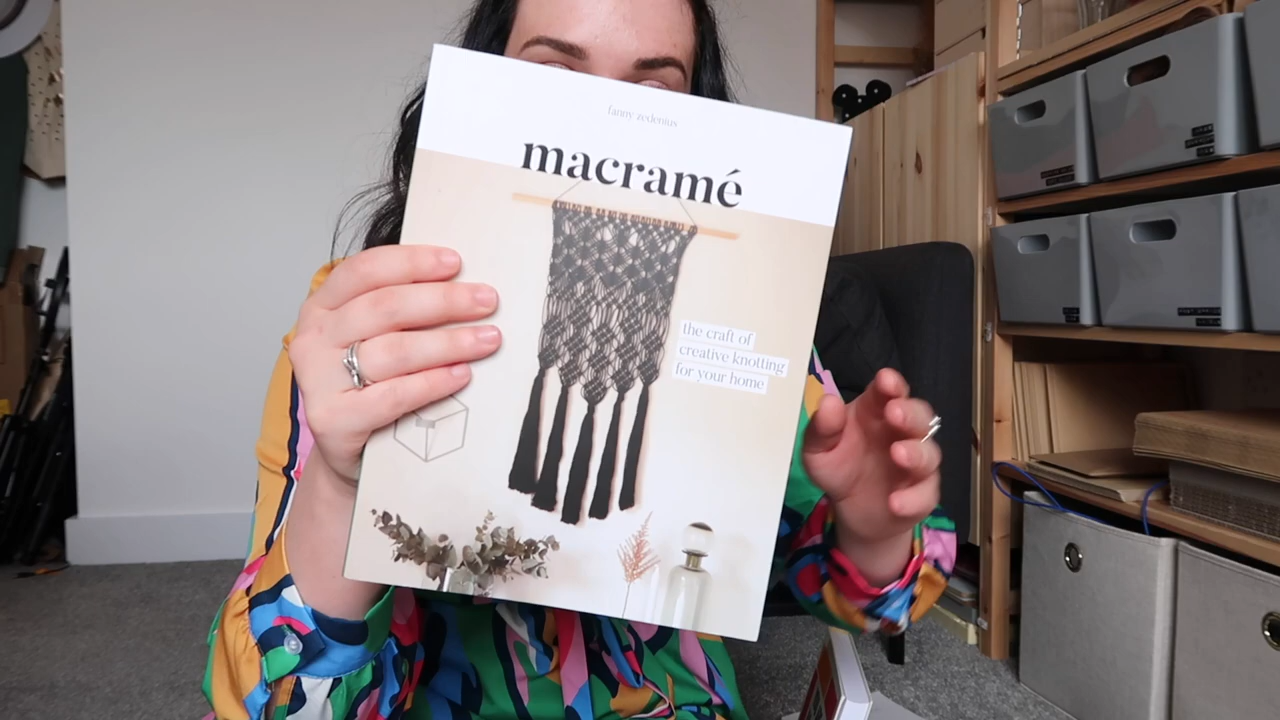 fanny zedenius
macramé
the craft of
creative knotting
for your home